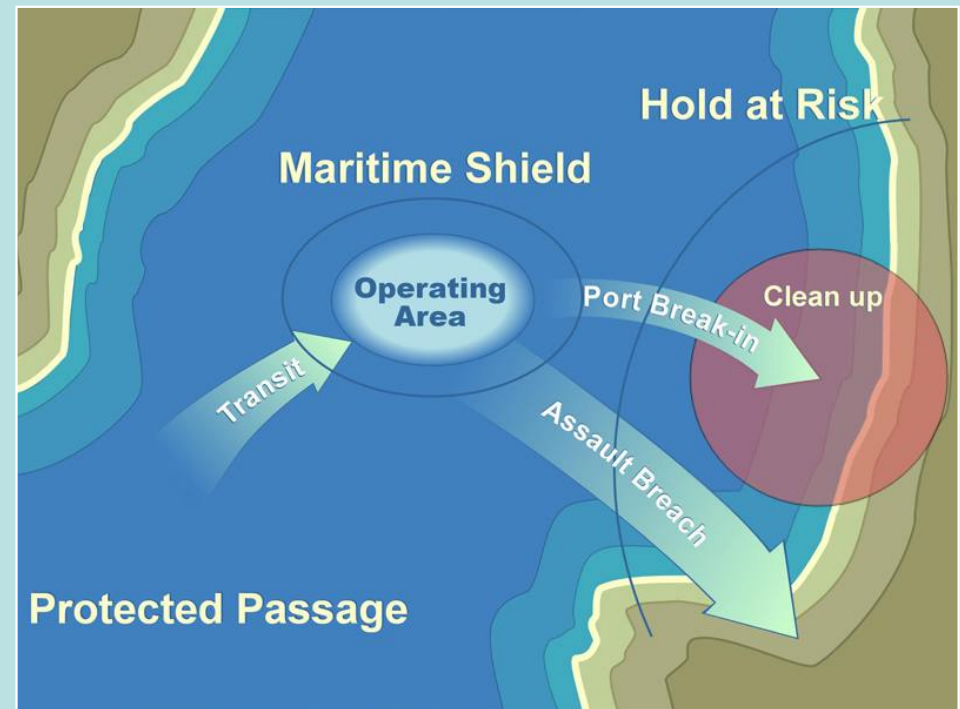 Hold at Risk
Maritime Shield
Operating
Area
Port Break-in
Clean up
Transit
Assault Breach
Protected Passage